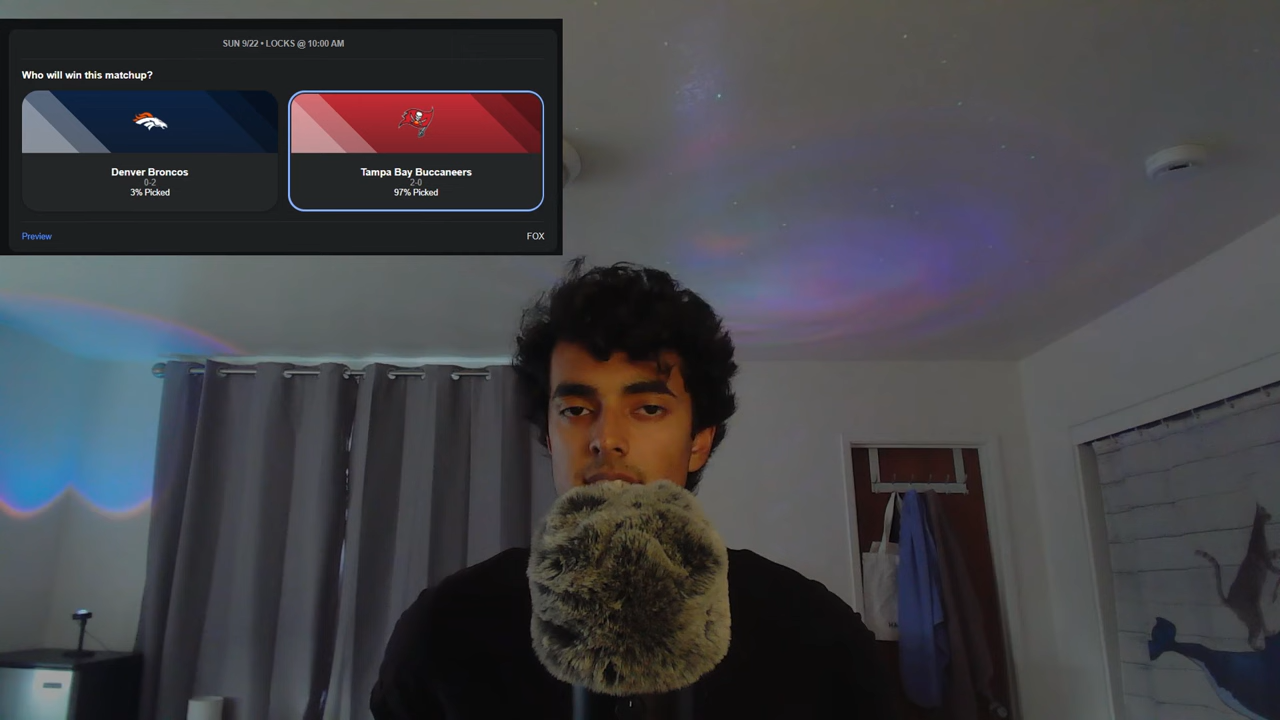 SUN 9/22 • LOCKS @ 10:00 AM
Who will win this matchup?
Denver Broncos
0-2
3% Picked
Tampa Bay Buccaneers
2-0
97% Picked
Preview
FOX